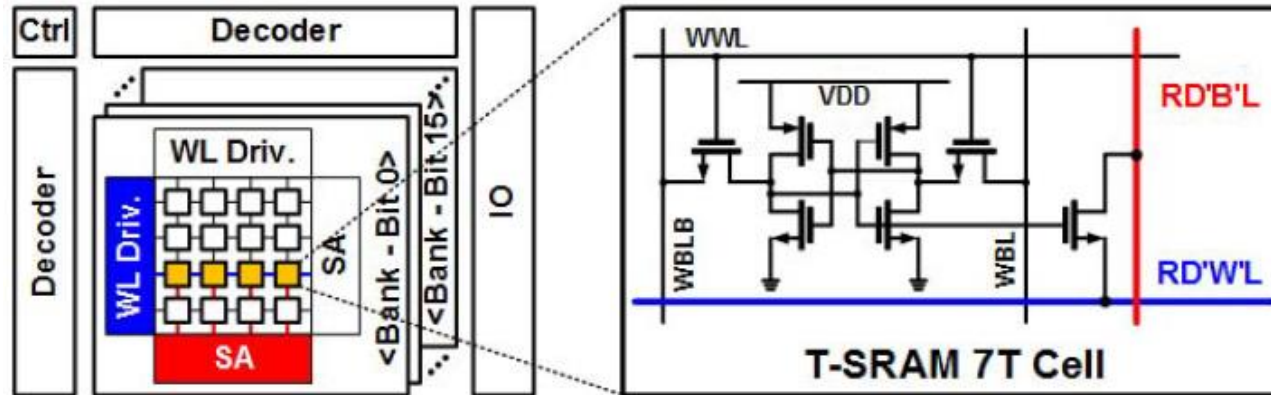 Ctrl
Decoder
Decoder
WL Driv.
WL Driv.
SA
SA
<Bank - Bit 0>
<Bank - Bit 15>
IO
WWL
VDD
WBLB
WBL
RD'B'L
RD'W'L
T-SRAM 7T Cell